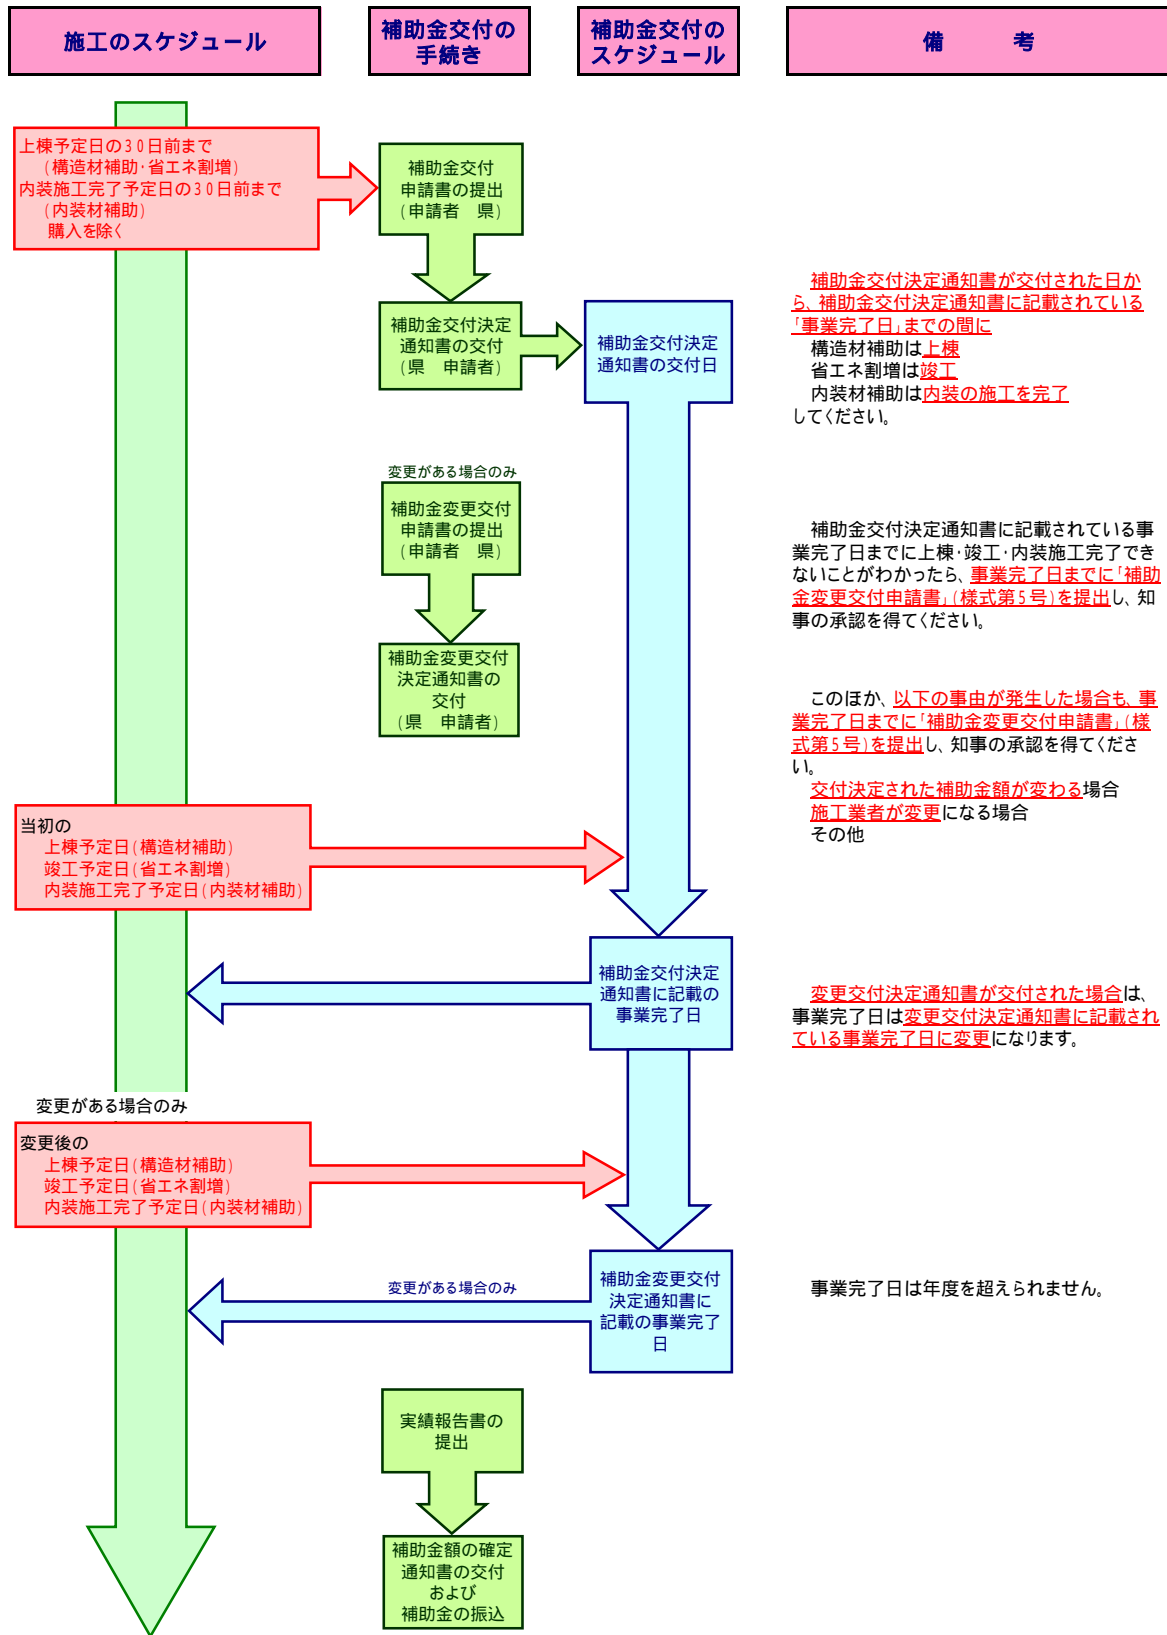 施工のスケジュール
補助金交付の
手続き
補助金交付の
スケジュール
備　　　考
上棟予定日の30日前まで
(構造材補助・省エネ割増)
内装施工完了予定日の30日前まで
(内装材補助)
購入を除く
補助金交付
申請書の提出
(申請者　県)
補助金交付決定
通知書の交付
(県　申請者)
補助金交付決定
通知書の交付日
補助金交付決定通知書が交付された日か
ら、補助金交付決定通知書に記載されている
「事業完了日」までの間に
構造材補助は上棟
省エネ割増は竣工
内装材補助は内装の施工を完了
してください。
変更がある場合のみ
補助金変更交付
申請書の提出
(申請者　県)
補助金変更交付
決定通知書の
交付
(県　申請者)
補助金交付決定通知書に記載されている事
業完了日までに上棟・竣工・内装施工完了でき
ないことがわかったら、事業完了日までに「補助
金変更交付申請書」(様式第5号)を提出し、知
事の承認を得てください。
このほか、以下の事由が発生した場合も、事
業完了日までに「補助金変更交付申請書」(様
式第5号)を提出し、知事の承認を得てくださ
い。
交付決定された補助金額が変わる場合
施工業者が変更になる場合
その他
当初の
上棟予定日(構造材補助)
竣工予定日(省エネ割増)
内装施工完了予定日(内装材補助)
補助金交付決定
通知書に記載の
事業完了日
変更交付決定通知書が交付された場合は、
事業完了日は変更交付決定通知書に記載され
ている事業完了日に変更になります。
変更がある場合のみ
変更後の
上棟予定日(構造材補助)
竣工予定日(省エネ割増)
内装施工完了予定日(内装材補助)
変更がある場合のみ
補助金変更交付
決定通知書に
記載の事業完了
日
事業完了日は年度を超えられません。
実績報告書の
提出
補助金額の確定
通知書の交付
および
補助金の振込